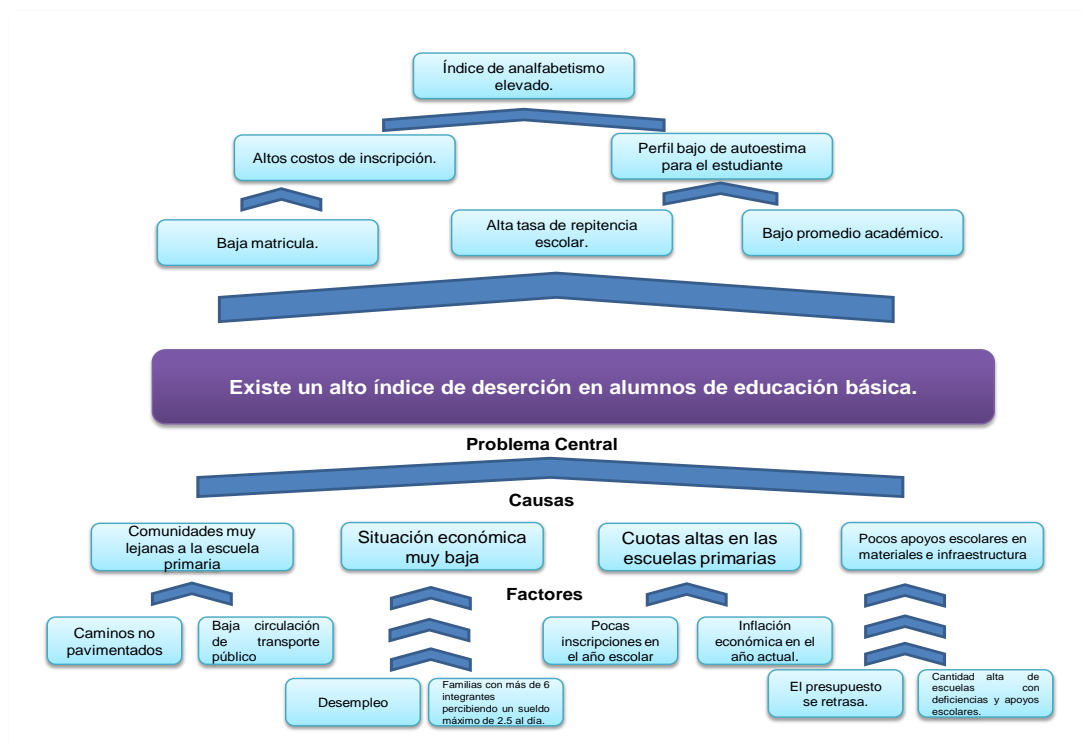 Índice de analfabetismo
elevado.
Altos costos de inscripción.
Perfil bajo de autoestima
para el estudiante
Baja matricula.
Alta tasa de repitencia
escolar.
Bajo promedio académico.
Existe un alto índice de deserción en alumnos de educación básica.
Problema Central
Causas
Comunidades muy
lejanas a la escuela
primaria
Situación económica
muy baja
Cuotas altas en las
escuelas primarias
Pocos apoyos escolares en
materiales e infraestructura
Factores
Caminos no
pavimentados
Baja circulación
de transporte
público
Desempleo
Familias con más de 6
integrantes
percibiendo un sueldo
máximo de 2.5 al día.
Pocas
inscripciones en
el año escolar
Inflación
económica en el
año actual.
El presupuesto
se retrasa.
Cantidad alta de
escuelas con
deficiencias y apoyos
escolares.